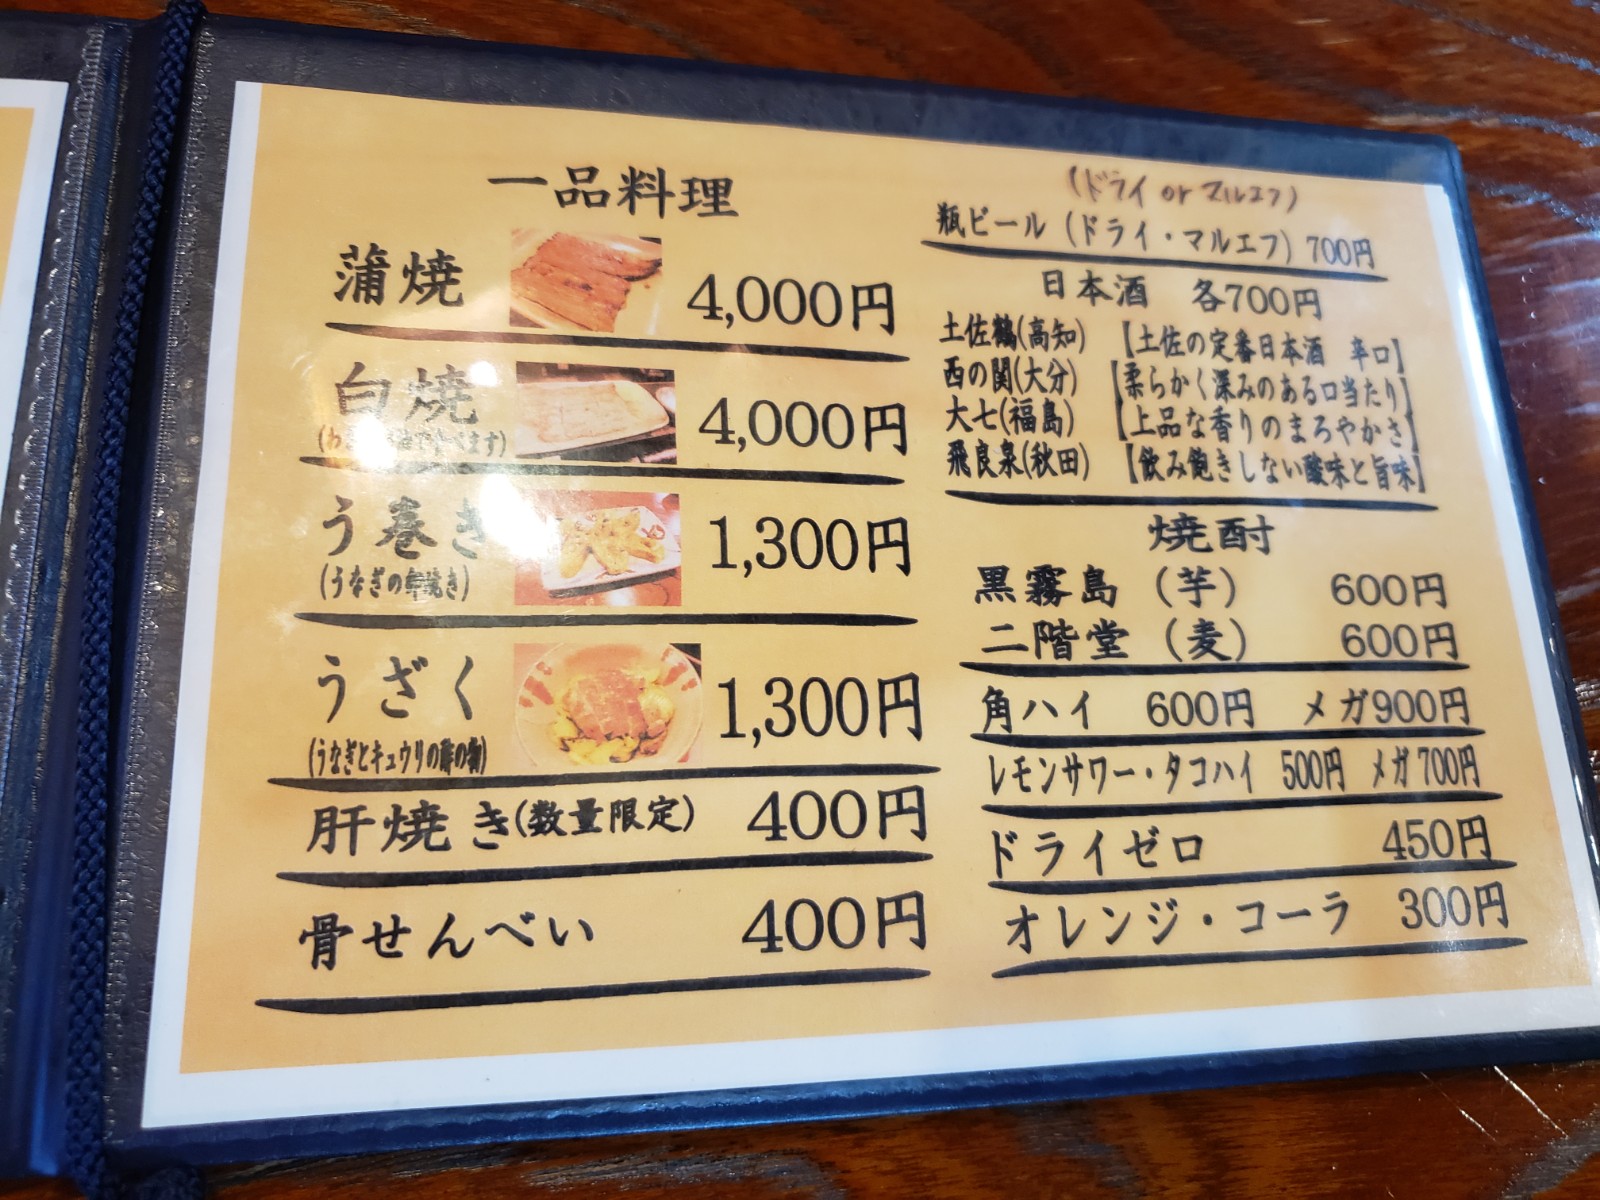 一品料理
蒲焼 4,000円
白焼 4,000円
う巻き 1,300円
(うなぎの卵焼き)
うざく 1,300円
(うなぎとキュウリの酢の物)
肝焼き(数量限定) 400円
骨せんべい 400円
(ドライ or マルエフ)
瓶ビール (ドライ・マルエフ) 700円
日本酒 各700円
土佐鶴(高知) 【土佐の定番日本酒 辛口】
西の関(大分) 【柔らかく深みのある口当たり】
大七(福島) 【上品な香りのまろやかさ】
飛良泉(秋田) 【飲み飽きしない酸味と旨味】
焼酎
黒霧島 (芋) 600円
二階堂 (麦) 600円
角ハイ 600円 メガ900円
レモンサワー・タコハイ 500円 メガ700円
ドライゼロ 450円
オレンジ・コーラ 300円